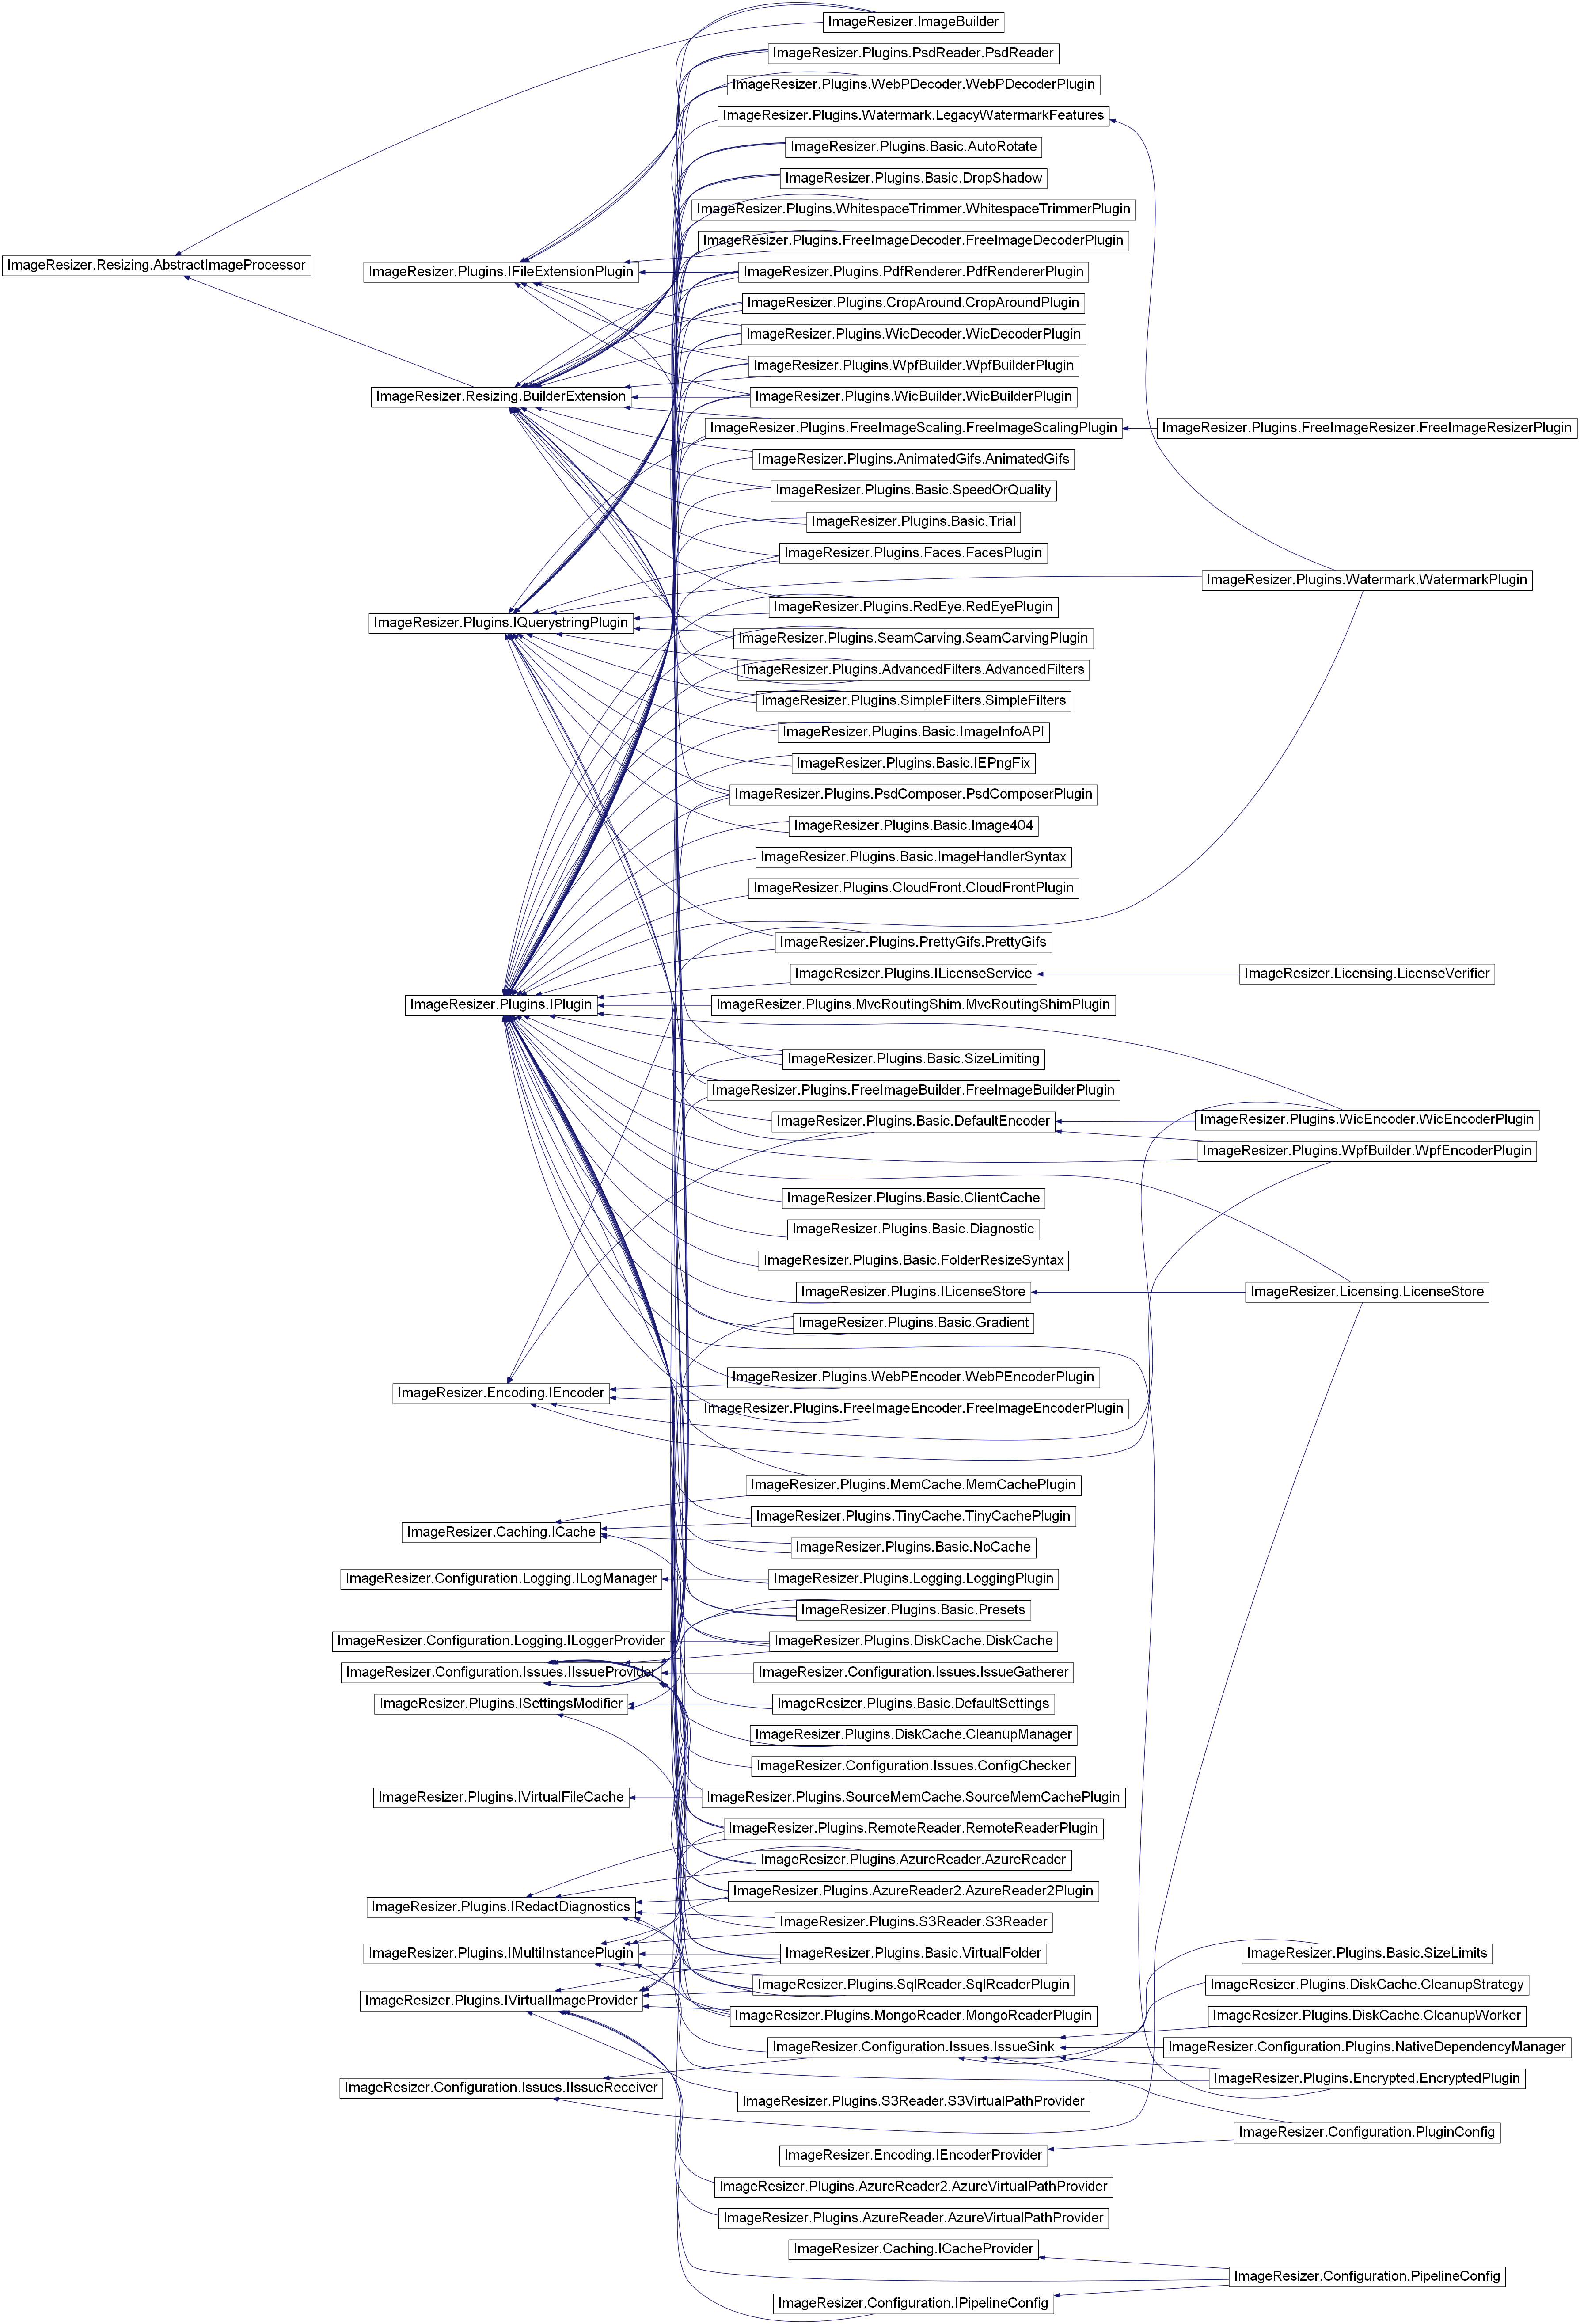 ImageResizer.ImageBuilder
ImageResizer.Plugins.PsdReader.PsdReader
ImageResizer.Plugins.WebPDecoder.WebPDecoderPlugin
ImageResizer.Plugins.Watermark.LegacyWatermarkFeatures
ImageResizer.Plugins.Basic.AutoRotate
ImageResizer.Plugins.Basic.DropShadow
ImageResizer.Plugins.WhitespaceTrimmer.WhitespaceTrimmerPlugin
ImageResizer.Plugins.FreeImageDecoder.FreeImageDecoderPlugin
ImageResizer.Resizing.AbstractImageProcessor
ImageResizer.Plugins.IFileExtensionPlugin
ImageResizer.Plugins.PdfRenderer.PdfRendererPlugin
ImageResizer.Plugins.CropAround.CropAroundPlugin
ImageResizer.Plugins.WicDecoder.WicDecoderPlugin
ImageResizer.Plugins.WpfBuilder.WpfBuilderPlugin
ImageResizer.Resizing.BuilderExtension
ImageResizer.Plugins.WicBuilder.WicBuilderPlugin
ImageResizer.Plugins.FreeImageScaling.FreeImageScalingPlugin
ImageResizer.Plugins.FreeImageResizer.FreeImageResizerPlugin
ImageResizer.Plugins.AnimatedGifs.AnimatedGifs
ImageResizer.Plugins.Basic.SpeedOrQuality
ImageResizer.Plugins.Basic.Trial
ImageResizer.Plugins.Faces.FacesPlugin
ImageResizer.Plugins.Watermark.WatermarkPlugin
ImageResizer.Plugins.RedEye.RedEyePlugin
ImageResizer.Plugins.IQuerystringPlugin
ImageResizer.Plugins.SeamCarving.SeamCarvingPlugin
ImageResizer.Plugins.AdvancedFilters.AdvancedFilters
ImageResizer.Plugins.SimpleFilters.SimpleFilters
ImageResizer.Plugins.Basic.ImageInfoAPI
ImageResizer.Plugins.Basic.IEPngFix
ImageResizer.Plugins.PsdComposer.PsdComposerPlugin
ImageResizer.Plugins.Basic.Image404
ImageResizer.Plugins.Basic.ImageHandlerSyntax
ImageResizer.Plugins.CloudFront.CloudFrontPlugin
ImageResizer.Plugins.PrettyGifs.PrettyGifs
ImageResizer.Plugins.ILicenseService
ImageResizer.Licensing.LicenseVerifier
ImageResizer.Plugins.IPlugin
ImageResizer.Plugins.MvcRoutingShim.MvcRoutingShimPlugin
ImageResizer.Plugins.Basic.SizeLimiting
ImageResizer.Plugins.FreeImageBuilder.FreeImageBuilderPlugin
ImageResizer.Plugins.Basic.DefaultEncoder
ImageResizer.Plugins.WicEncoder.WicEncoderPlugin
ImageResizer.Plugins.WpfBuilder.WpfEncoderPlugin
ImageResizer.Plugins.Basic.ClientCache
ImageResizer.Plugins.Basic.Diagnostic
ImageResizer.Plugins.Basic.FolderResizeSyntax
ImageResizer.Plugins.ILicenseStore
ImageResizer.Licensing.LicenseStore
ImageResizer.Plugins.Basic.Gradient
ImageResizer.Plugins.WebPEncoder.WebPEncoderPlugin
ImageResizer.Encoding.IEncoder
ImageResizer.Plugins.FreeImageEncoder.FreeImageEncoderPlugin
ImageResizer.Plugins.MemCache.MemCachePlugin
ImageResizer.Plugins.TinyCache.TinyCachePlugin
ImageResizer.Caching.ICache
ImageResizer.Plugins.Basic.NoCache
ImageResizer.Configuration.Logging.ILogManager
ImageResizer.Plugins.Logging.LoggingPlugin
ImageResizer.Plugins.Basic.Presets
ImageResizer.Configuration.Logging.ILoggerProvider
ImageResizer.Plugins.DiskCache.DiskCache
ImageResizer.Configuration.Issues.IIssueProvider
ImageResizer.Configuration.Issues.IssueGatherer
ImageResizer.Plugins.ISettingsModifier
ImageResizer.Plugins.Basic.DefaultSettings
ImageResizer.Plugins.DiskCache.CleanupManager
ImageResizer.Configuration.Issues.ConfigChecker
ImageResizer.Plugins.IVirtualFileCache
ImageResizer.Plugins.SourceMemCache.SourceMemCachePlugin
ImageResizer.Plugins.RemoteReader.RemoteReaderPlugin
ImageResizer.Plugins.AzureReader.AzureReader
ImageResizer.Plugins.AzureReader2.AzureReader2Plugin
ImageResizer.Plugins.IRedactDiagnostics
ImageResizer.Plugins.S3Reader.S3Reader
ImageResizer.Plugins.IMultiInstancePlugin
ImageResizer.Plugins.Basic.VirtualFolder
ImageResizer.Plugins.Basic.SizeLimits
ImageResizer.Plugins.SqlReader.SqlReaderPlugin
ImageResizer.Plugins.DiskCache.CleanupStrategy
ImageResizer.Plugins.IVirtualImageProvider
ImageResizer.Plugins.MongoReader.MongoReaderPlugin
ImageResizer.Plugins.DiskCache.CleanupWorker
ImageResizer.Configuration.Issues.IssueSink
ImageResizer.Configuration.Plugins.NativeDependencyManager
ImageResizer.Plugins.Encrypted.EncryptedPlugin
ImageResizer.Configuration.Issues.IIssueReceiver
ImageResizer.Plugins.S3Reader.S3VirtualPathProvider
ImageResizer.Configuration.PluginConfig
ImageResizer.Encoding.IEncoderProvider
ImageResizer.Plugins.AzureReader2.AzureVirtualPathProvider
ImageResizer.Plugins.AzureReader.AzureVirtualPathProvider
ImageResizer.Caching.ICacheProvider
ImageResizer.Configuration.PipelineConfig
ImageResizer.Configuration.IPipelineConfig